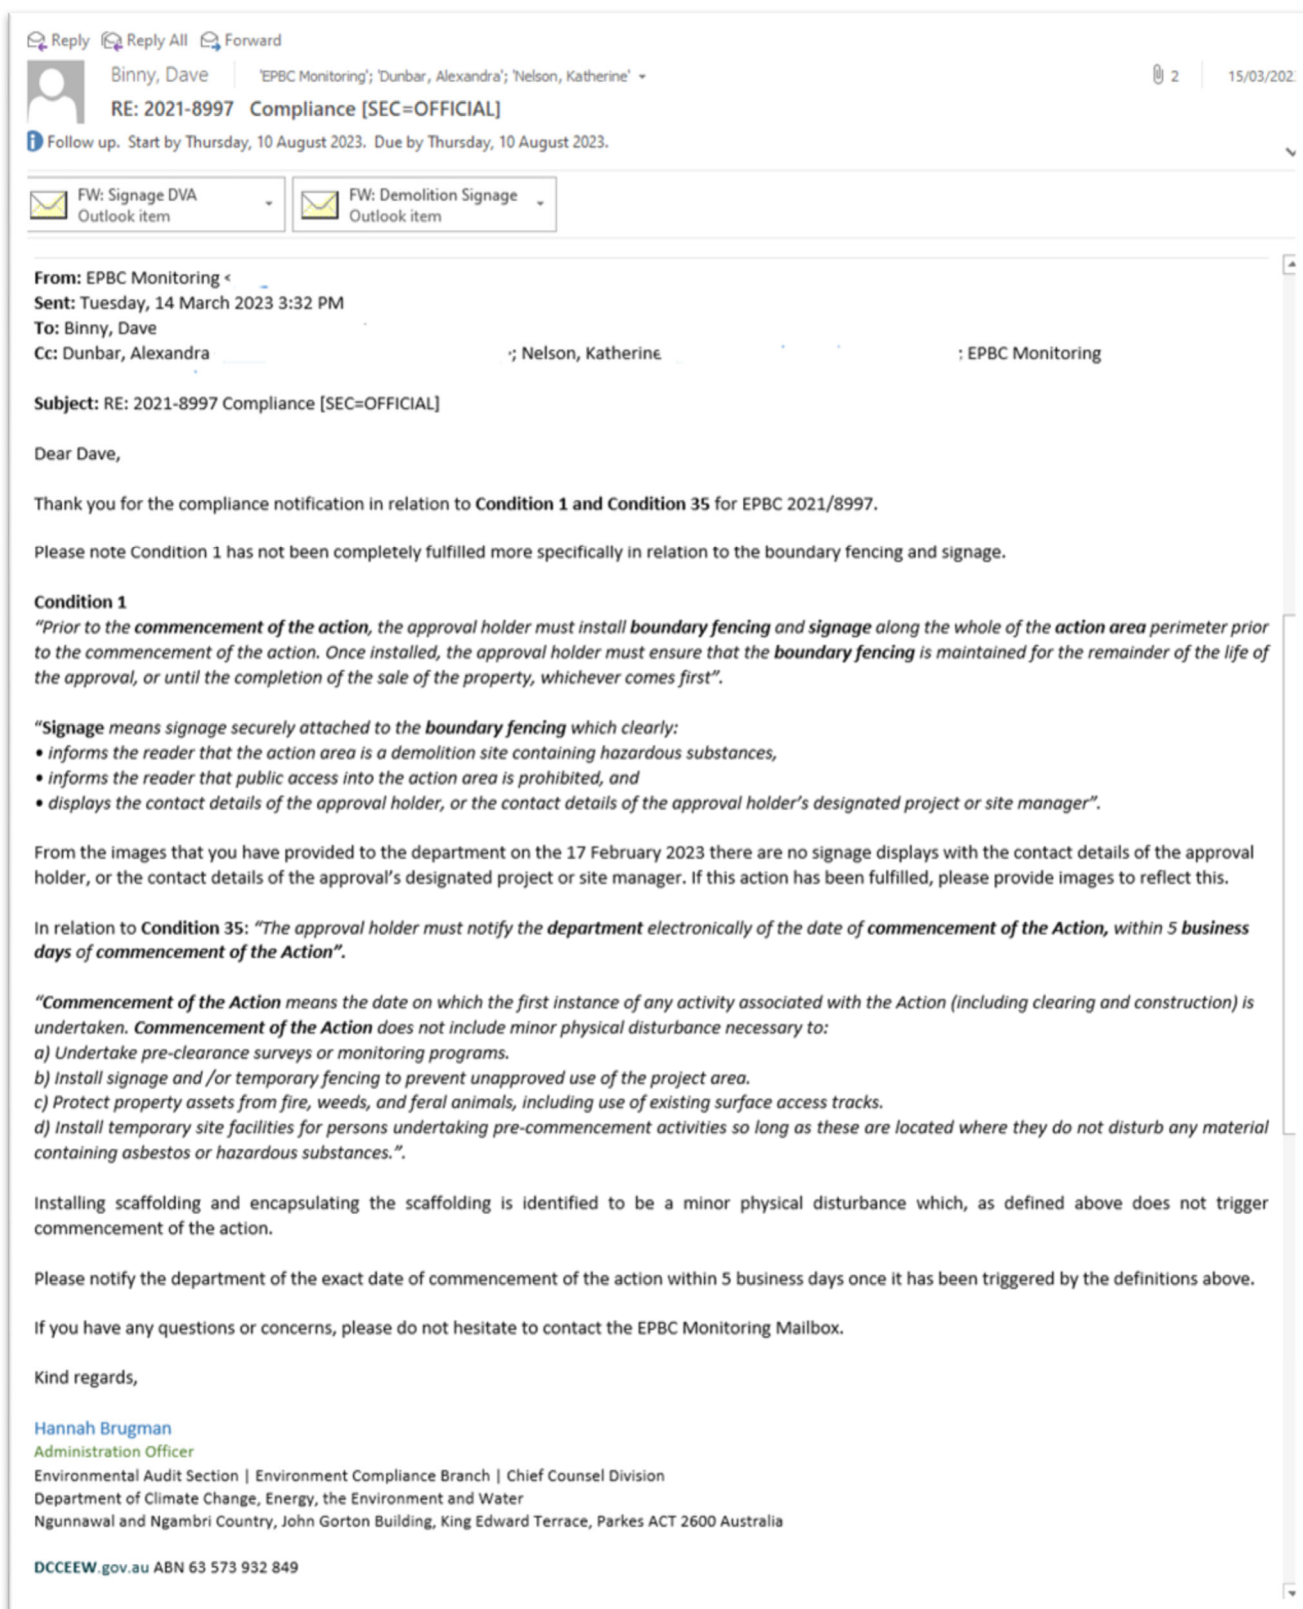 Reply Reply All Forward
Binny, Dave 'EPBC Monitoring'; 'Dunbar, Alexandra'; 'Nelson, Katherine' 2 15/03/202
RE: 2021-8997 Compliance [SEC=OFFICIAL]
Follow up. Start by Thursday, 10 August 2023. Due by Thursday, 10 August 2023.
FW: Signage DVA
Outlook item
FW: Demolition Signage
Outlook item
From: EPBC Monitoring <
Sent: Tuesday, 14 March 2023 3:32 PM
To: Binny, Dave
Cc: Dunbar, Alexandra ; Nelson, Katherine ; EPBC Monitoring
Subject: RE: 2021-8997 Compliance [SEC=OFFICIAL]
Dear Dave,
Thank you for the compliance notification in relation to Condition 1 and Condition 35 for EPBC 2021/8997.
Please note Condition 1 has not been completely fulfilled more specifically in relation to the boundary fencing and signage.
Condition 1
“Prior to the commencement of the action, the approval holder must install boundary fencing and signage along the whole of the action area perimeter prior
to the commencement of the action. Once installed, the approval holder must ensure that the boundary fencing is maintained for the remainder of the life of
the approval, or until the completion of the sale of the property, whichever comes first”.
“Signage means signage securely attached to the boundary fencing which clearly:
• informs the reader that the action area is a demolition site containing hazardous substances,
• informs the reader that public access into the action area is prohibited, and
• displays the contact details of the approval holder, or the contact details of the approval holder’s designated project or site manager”.
From the images that you have provided to the department on the 17 February 2023 there are no signage displays with the contact details of the approval
holder, or the contact details of the approval’s designated project or site manager. If this action has been fulfilled, please provide images to reflect this.
In relation to Condition 35: “The approval holder must notify the department electronically of the date of commencement of the Action, within 5 business
days of commencement of the Action”.
“Commencement of the Action means the date on which the first instance of any activity associated with the Action (including clearing and construction) is
undertaken. Commencement of the Action does not include minor physical disturbance necessary to:
a) Undertake pre-clearance surveys or monitoring programs.
b) Install signage and /or temporary fencing to prevent unapproved use of the project area.
c) Protect property assets from fire, weeds, and feral animals, including use of existing surface access tracks.
d) Install temporary site facilities for persons undertaking pre-commencement activities so long as these are located where they do not disturb any material
containing asbestos or hazardous substances.”.
Installing scaffolding and encapsulating the scaffolding is identified to be a minor physical disturbance which, as defined above does not trigger
commencement of the action.
Please notify the department of the exact date of commencement of the action within 5 business days once it has been triggered by the definitions above.
If you have any questions or concerns, please do not hesitate to contact the EPBC Monitoring Mailbox.
Kind regards,
Hannah Brugman
Administration Officer
Environmental Audit Section | Environment Compliance Branch | Chief Counsel Division
Department of Climate Change, Energy, the Environment and Water
Ngunnawal and Ngambri Country, John Gorton Building, King Edward Terrace, Parkes ACT 2600 Australia
DCCEEW.gov.au ABN 63 573 932 849